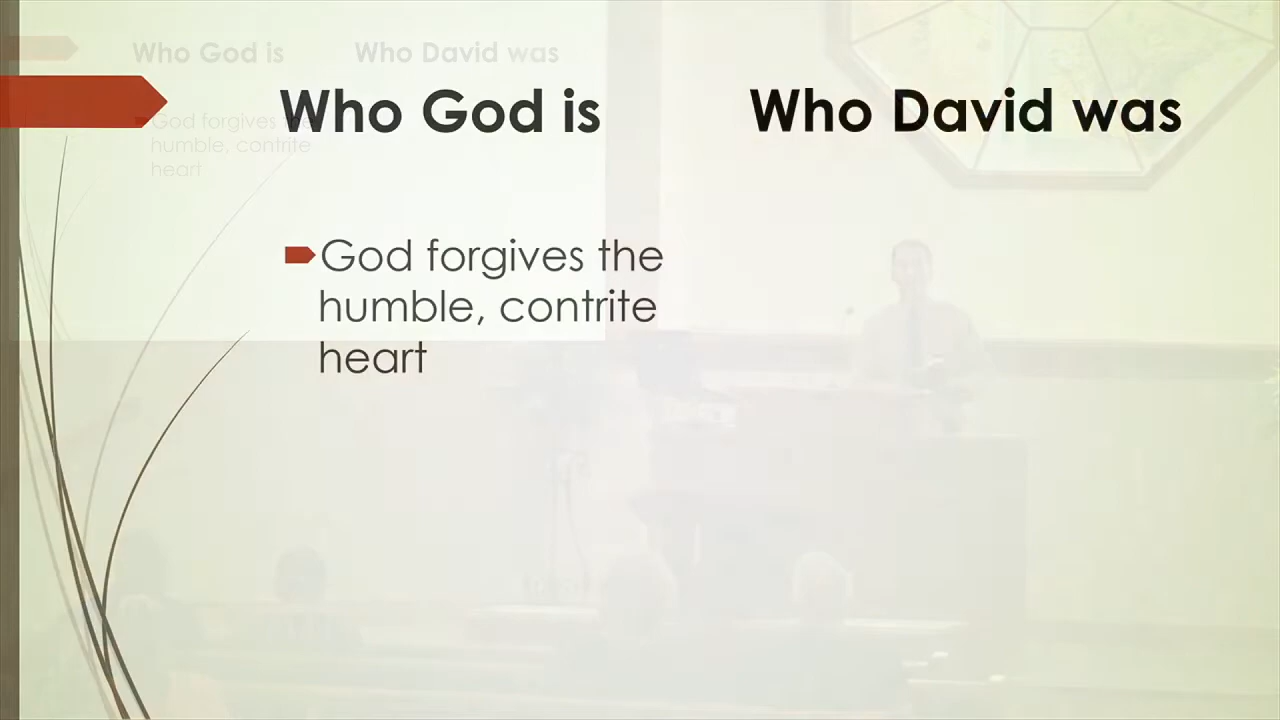 Who God is Who David was
God forgives the
humble, contrite
heart
Who God is Who David was
God forgives the
humble, contrite
heart